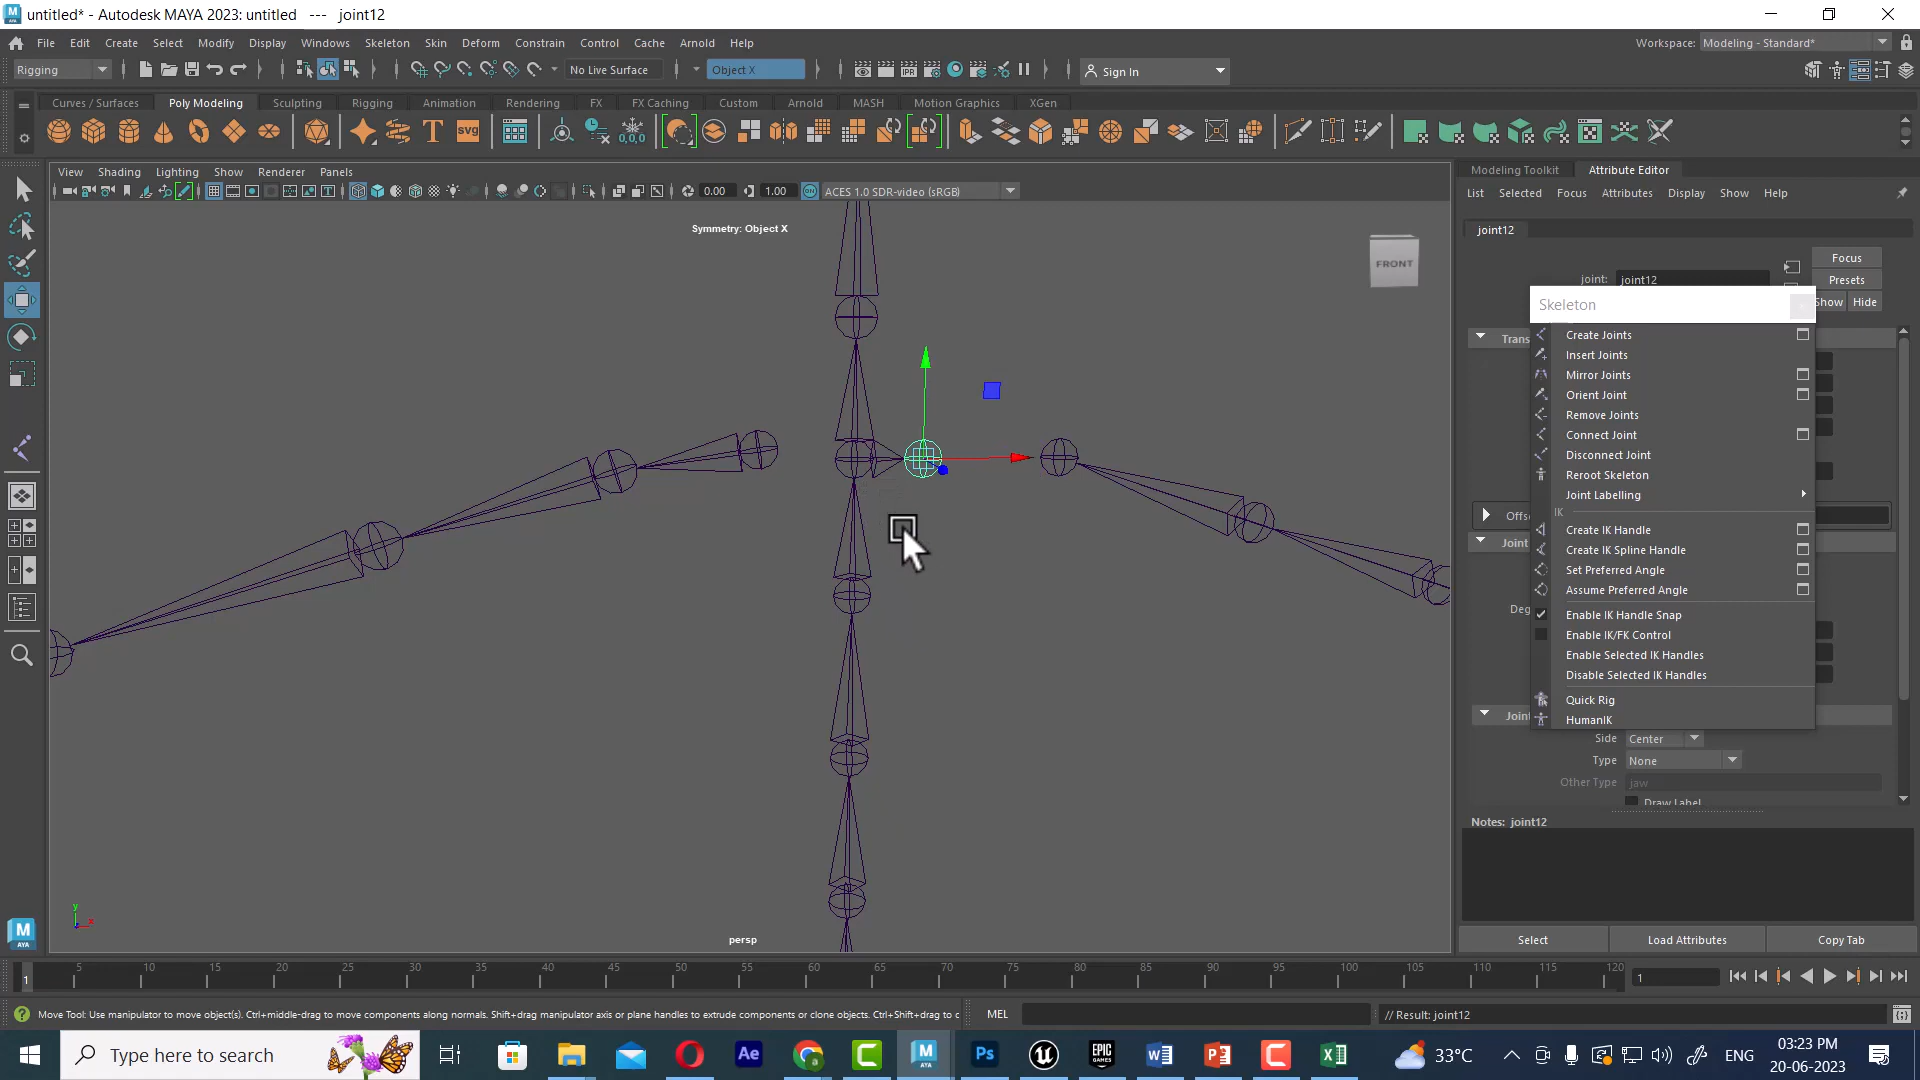 untitled* - Autodesk MAYA 2023: untitled --- joint12
File Edit Create Select Modify Display Windows Skeleton Skin Deform Constrain Control Cache Arnold Help
Workspace: Modeling - Standard*
Rigging No Live Surface Object X Sign In
Curves / Surfaces Poly Modeling Sculpting Rigging Animation Rendering FX FX Caching Custom Arnold MASH Motion Graphics XGen
View Shading Lighting Show Renderer Panels
0.00 1.00 ACES 1.0 SDR-video (sRGB)
Symmetry: Object X
FRONT
persp
Modeling Toolkit Attribute Editor
List Selected Focus Attributes Display Show Help
joint12
Focus
joint: joint12
Presets
Show Hide
Skeleton
Create Joints
Insert Joints
Mirror Joints
Orient Joint
Remove Joints
Connect Joint
Disconnect Joint
Reroot Skeleton
Joint Labelling
IK
Create IK Handle
Create IK Spline Handle
Set Preferred Angle
Assume Preferred Angle
Enable IK Handle Snap
Enable IK/FK Control
Enable Selected IK Handles
Disable Selected IK Handles
Quick Rig
HumanIK
Trans
Offs
Joint
Deg
Joint
Side Center
Type None
Other Type jaw
Draw Label
Notes: joint12
Select Load Attributes Copy Tab
5 10 15 20 25 30 35 40 45 50 55 60 65 70 75 80 85 90 95 100 105 110 115 120
1 1
Move Tool: Use manipulator to move object(s). Ctrl+middle-drag to move components along normals. Shift+drag manipulator axis or plane handles to extrude components or clone objects. Ctrl+Shift+drag to c
MEL // Result: joint12
Type here to search
33°C ENG 03:23 PM
20-06-2023